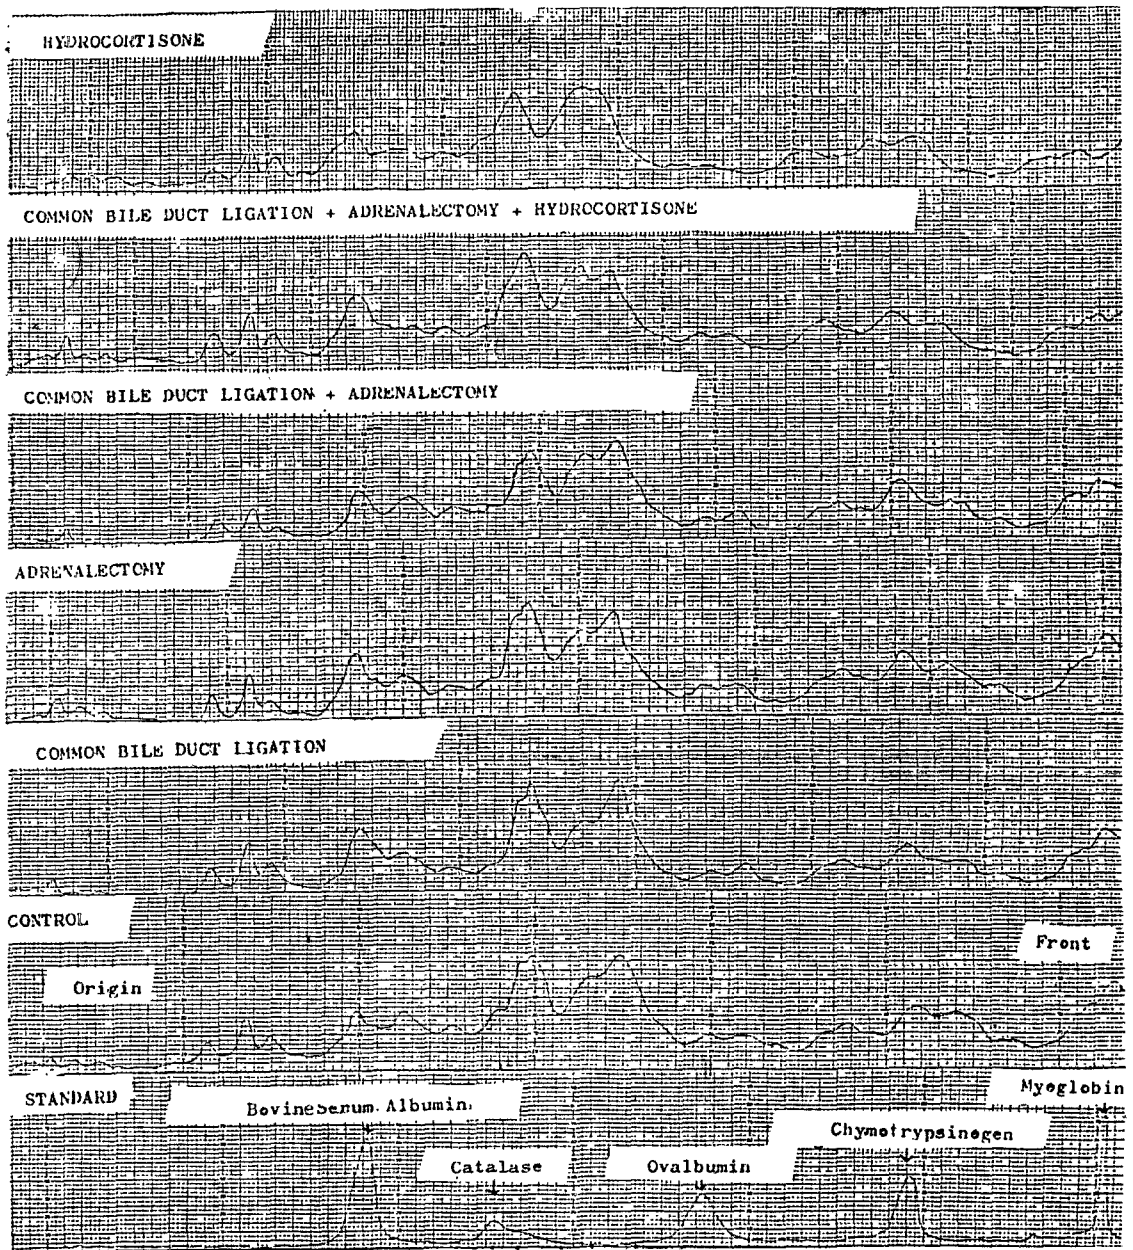 HYDROCORTISONE
COMMON BILE DUCT LIGATION + ADRENALECTOMY + HYDROCORTISONE
COMMON BILE DUCT LIGATION + ADRENALECTOMY
ADRENALECTOMY
COMMON BILE DUCT LIGATION
CONTROL
Front
Origin
STANDARD
Bovine Serum Albumin
Myoglobin
Chymotrypsinogen
Catalase
Ovalbumin